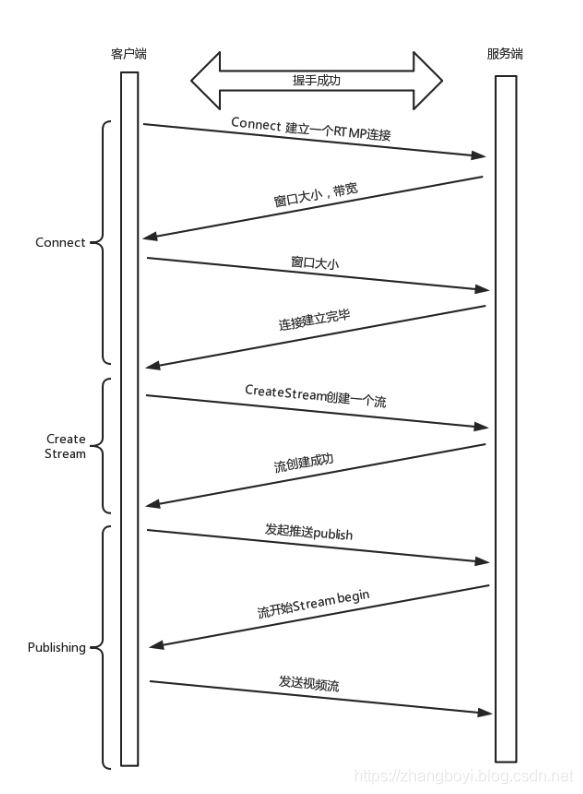 客户端
服务端
握手成功
Connect 建立一个RTMP连接
窗口大小，带宽
Connect
窗口大小
连接建立完毕
CreateStream创建一个流
Create
Stream
流创建成功
发起推送publish
流开始Stream begin
Publishing
发送视频流
https://zhangboyi.blog.csdn.net